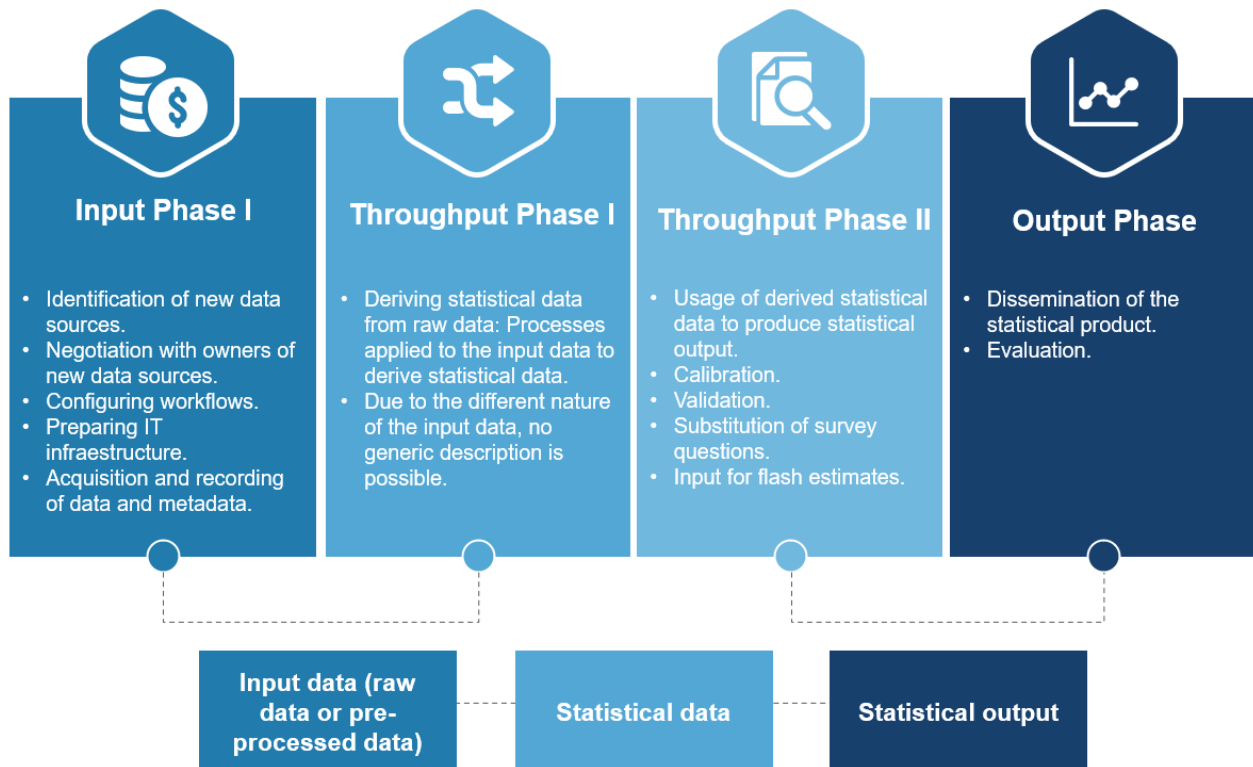 Input Phase I
• Identification of new data
sources.
• Negotiation with owners of
new data sources.
• Configuring workflows.
• Preparing IT
infraestructure.
• Acquisition and recording
of data and metadata.
Throughput Phase I
• Deriving statistical data
from raw data: Processes
applied to the input data to
derive statistical data.
• Due to the different nature
of the input data, no
generic description is
possible.
Throughput Phase II
• Usage of derived statistical
data to produce statistical
output.
• Calibration.
• Validation.
• Substitution of survey
questions.
• Input for flash estimates.
Output Phase
• Dissemination of the
statistical product.
• Evaluation.
Input data (raw
data or pre-
processed data)
Statistical data
Statistical output